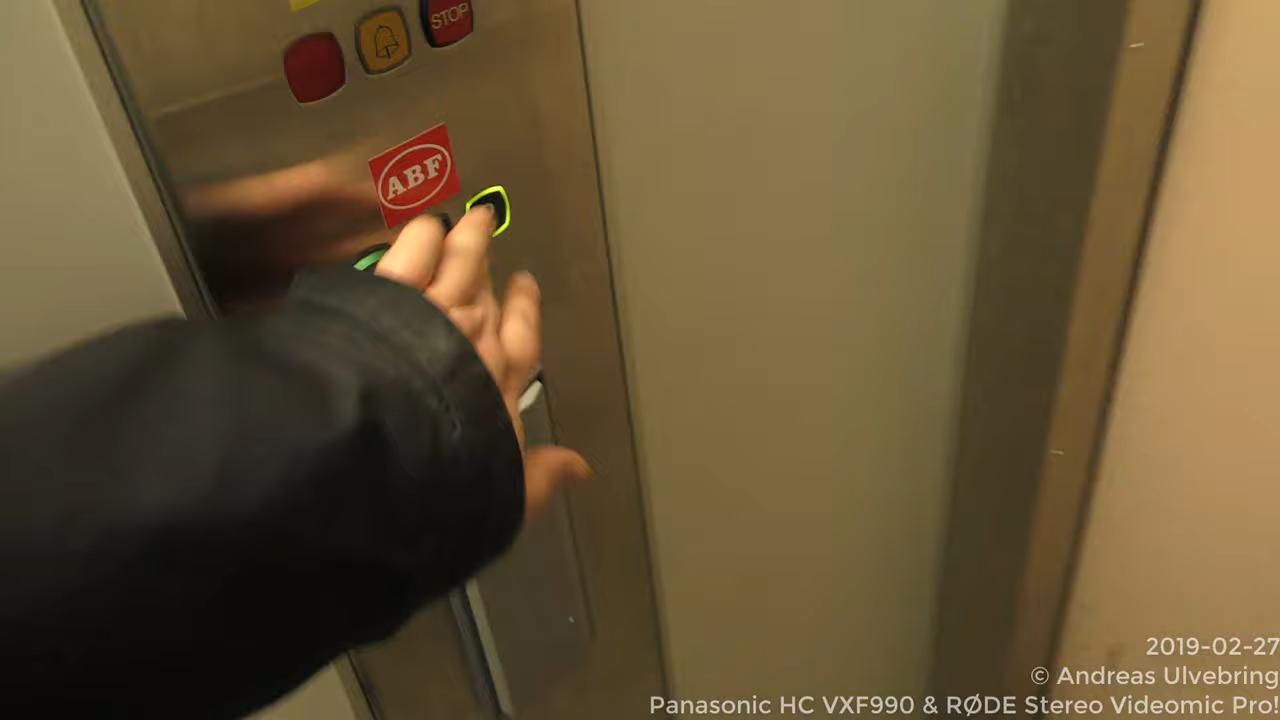 STOP
ABF
2019-02-27
© Andreas Ulvebring
Panasonic HC VXF990 & RØDE Stereo Videomic Pro!